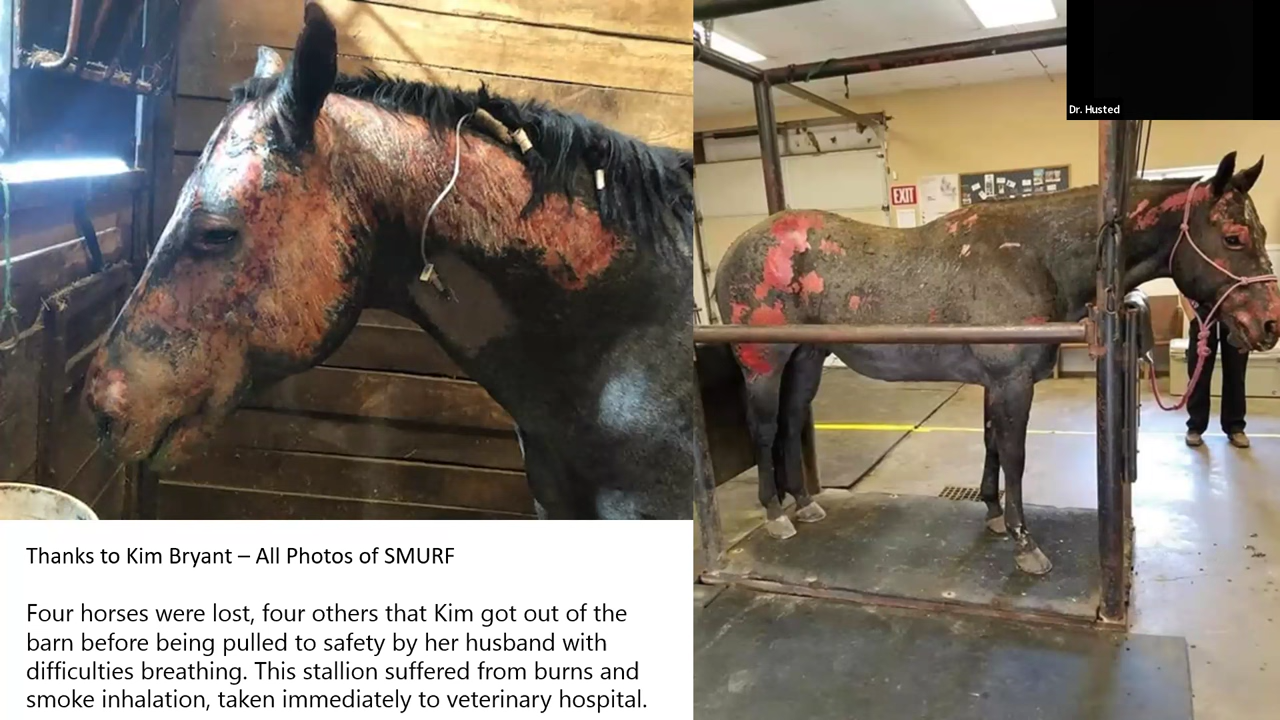 Dr. Husted
EXIT
Thanks to Kim Bryant – All Photos of SMURF
Four horses were lost, four others that Kim got out of the
barn before being pulled to safety by her husband with
difficulties breathing. This stallion suffered from burns and
smoke inhalation, taken immediately to veterinary hospital.